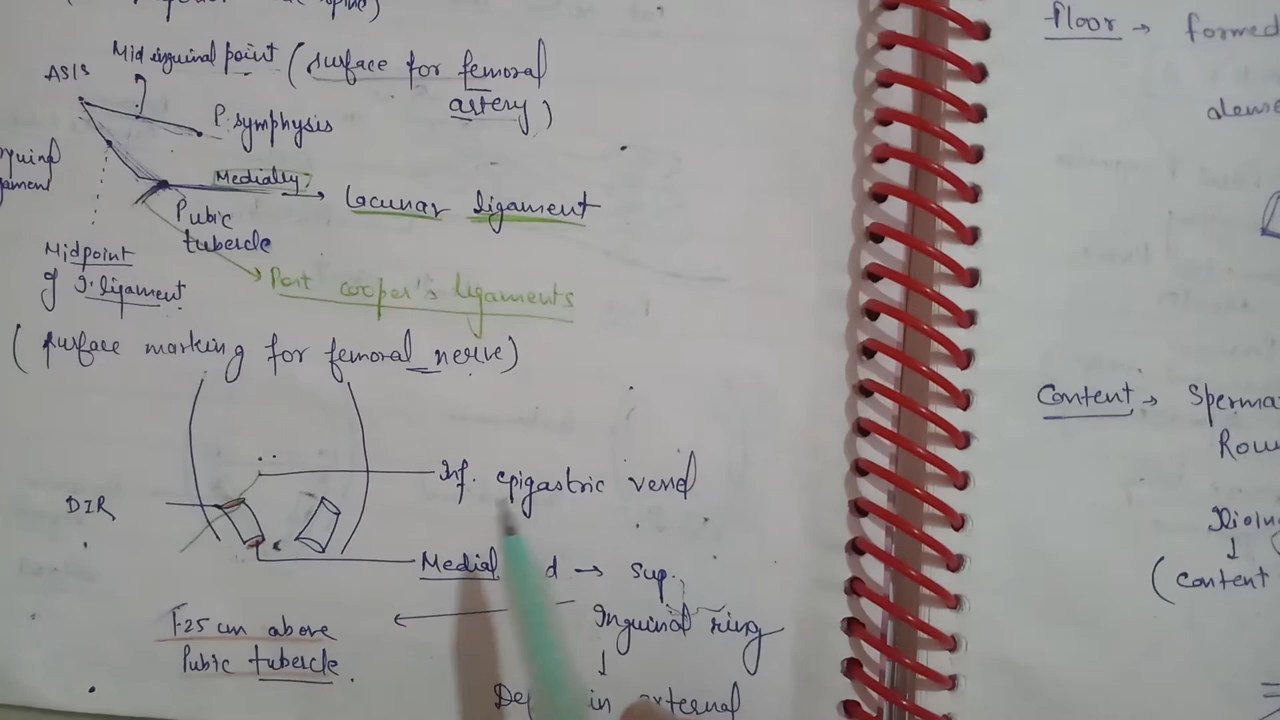 Mid inguinal point (surface for femoral
artery)
ASIS
P. symphysis
Medially
Lacunar ligament
Pubic
tubercle
Midpoint
of I. ligament
Part cooper's ligaments
(surface marking for femoral nerve)
Inf. epigastric vessel
DIR
Medial d → sup.
Inguinal ring
↓
1.25 cm above
Pubic tubercle.
in external
Floor → formed
Content → Sperma
Rou
↓
(Content